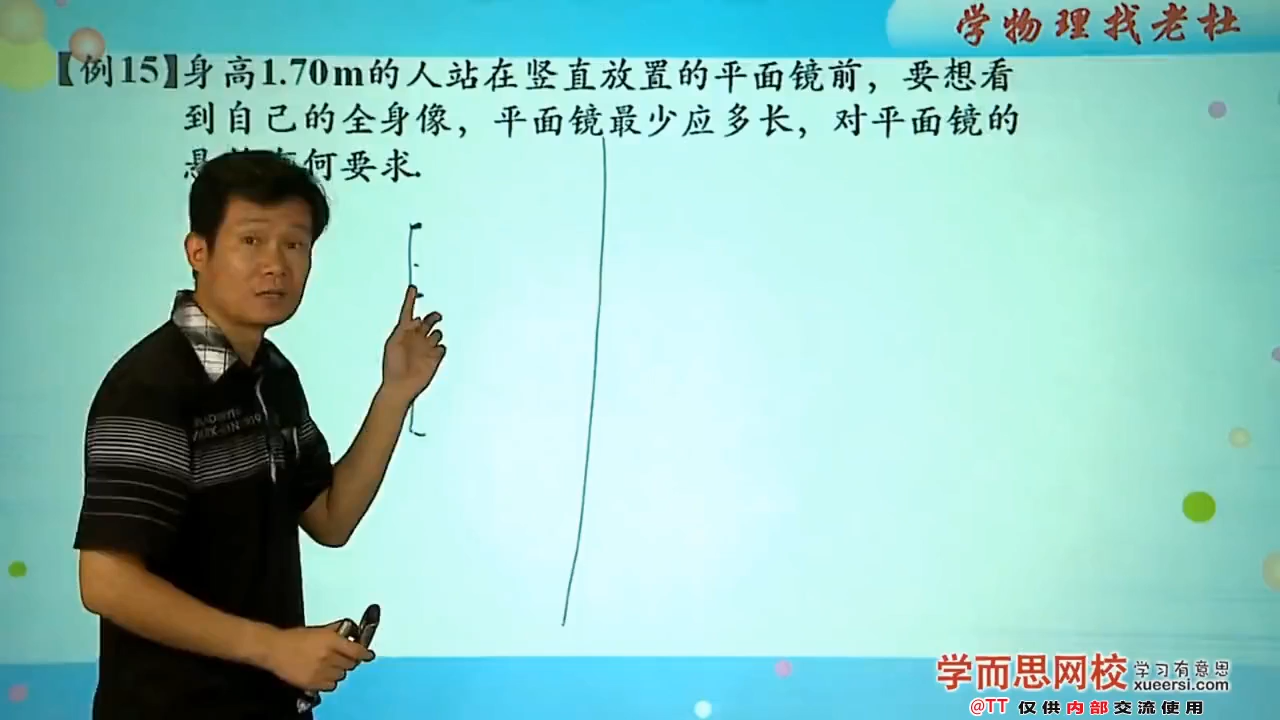 学物理找老杜
【例15】身高1.70m的人站在竖直放置的平面镜前，要想看
到自己的全身像，平面镜最少应多长，对平面镜的
何要求.
学而思网校 学习有意思
xueersi.com
@TT 仅供内部交流使用